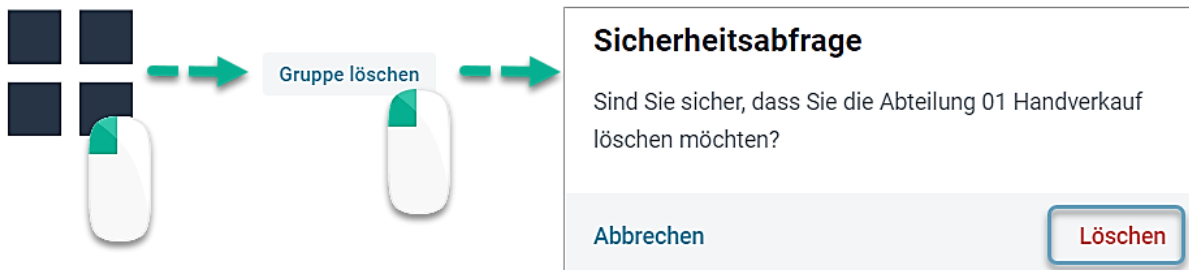 Gruppe löschen
Sicherheitsabfrage
Sind Sie sicher, dass Sie die Abteilung 01 Handverkauf
löschen möchten?
Abbrechen
Löschen